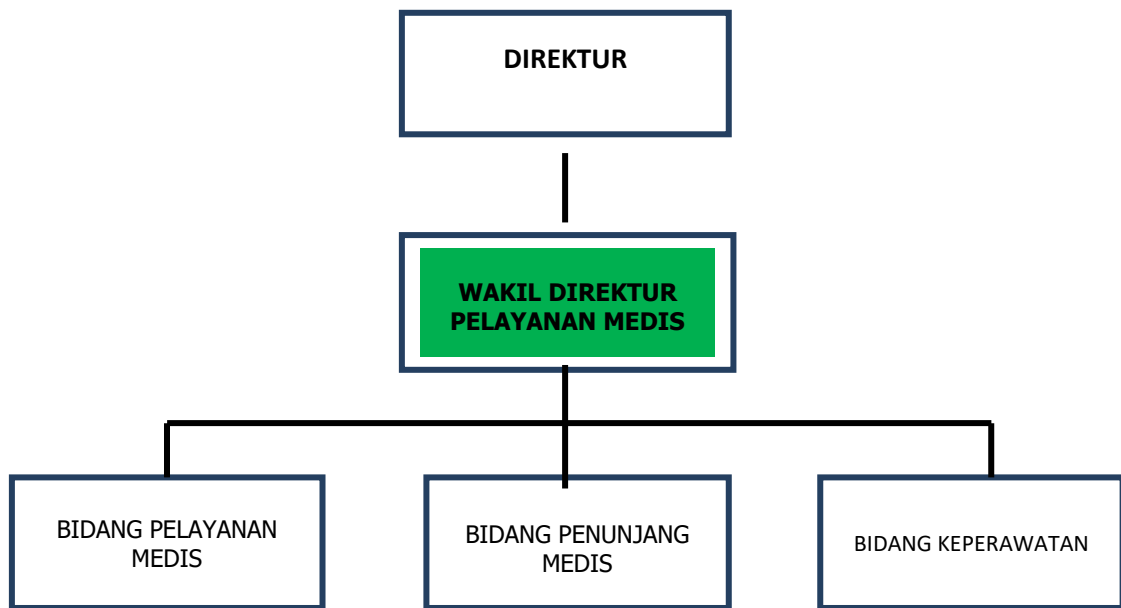 DIREKTUR
WAKIL DIREKTUR
PELAYANAN MEDIS
BIDANG PELAYANAN
MEDIS
BIDANG PENUNJANG
MEDIS
BIDANG KEPERAWATAN